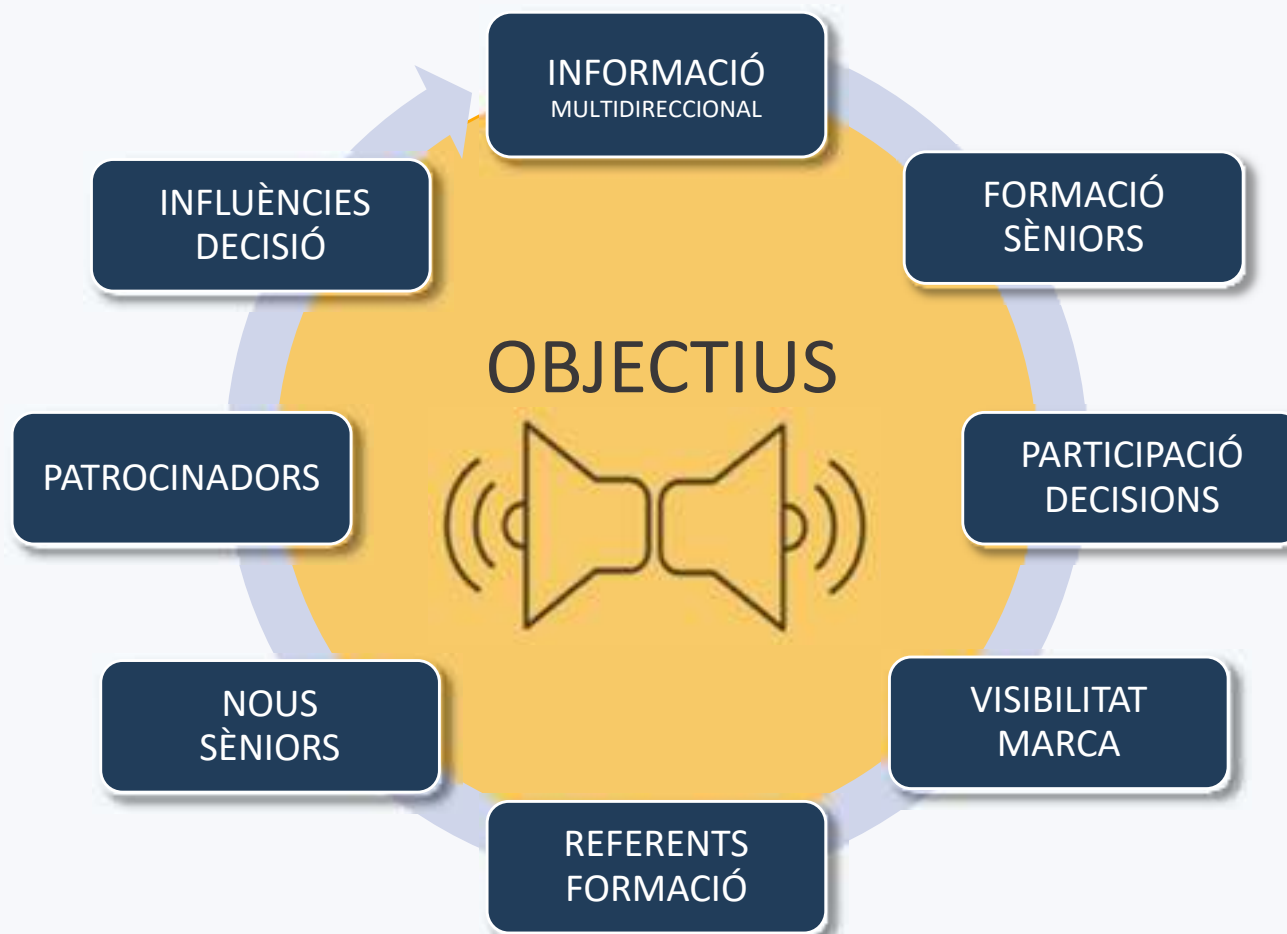 INFORMACIÓ
MULTIDIRECCIONAL
FORMACIÓ
SÈNIORS
PARTICIPACIÓ
DECISIONS
VISIBILITAT
MARCA
REFERENTS
FORMACIÓ
NOUS
SÈNIORS
PATROCINADORS
INFLUÈNCIES
DECISIÓ
OBJECTIUS